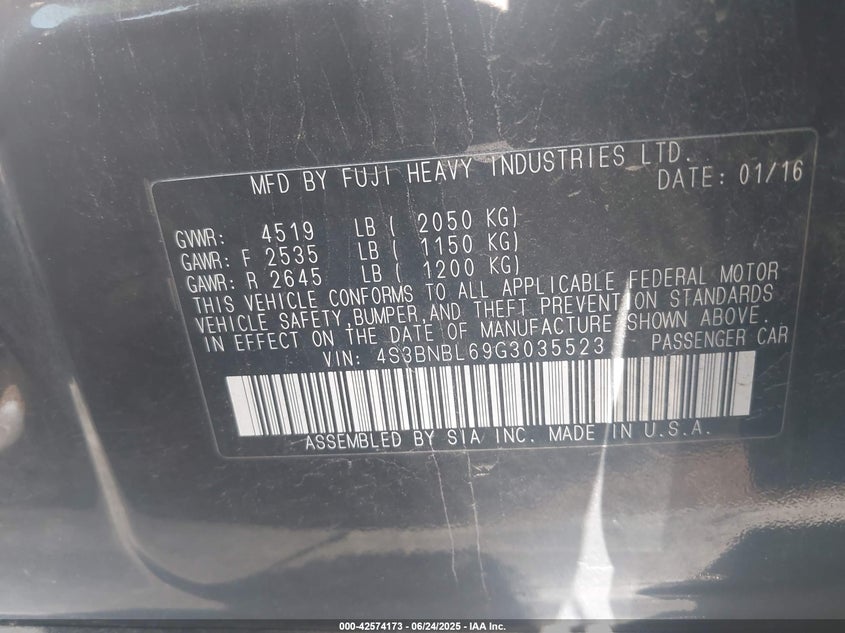 MFD BY FUJI HEAVY INDUSTRIES LTD.
DATE: 01/16
GVWR: 4519 LB ( 2050 KG)
GAWR: F 2535 LB ( 1150 KG)
GAWR: R 2645 LB ( 1200 KG)
THIS VEHICLE CONFORMS TO ALL APPLICABLE FEDERAL MOTOR
VEHICLE SAFETY,BUMPER,AND THEFT PREVENTION STANDARDS
IN EFFECT ON THE DATE OF MANUFACTURE SHOWN ABOVE.
VIN: 4S3BNBL69G3035523 PASSENGER CAR
ASSEMBLED BY SIA INC. MADE IN U.S.A.
000-42574173 - 06/24/2025 - IAA Inc.